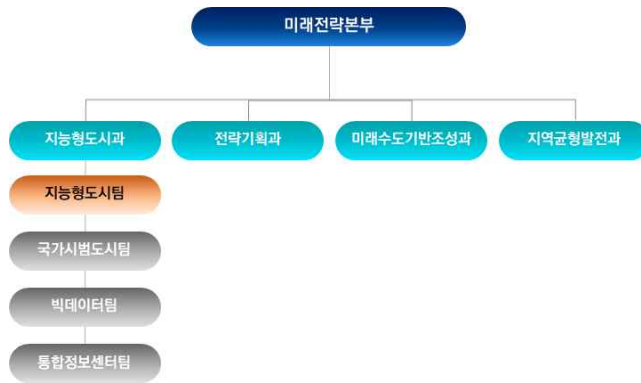 미래전략본부
지능형도시과
전략기획과
미래수도기반조성과
지역균형발전과
지능형도시팀
국가시범도시팀
빅데이터팀
통합정보센터팀